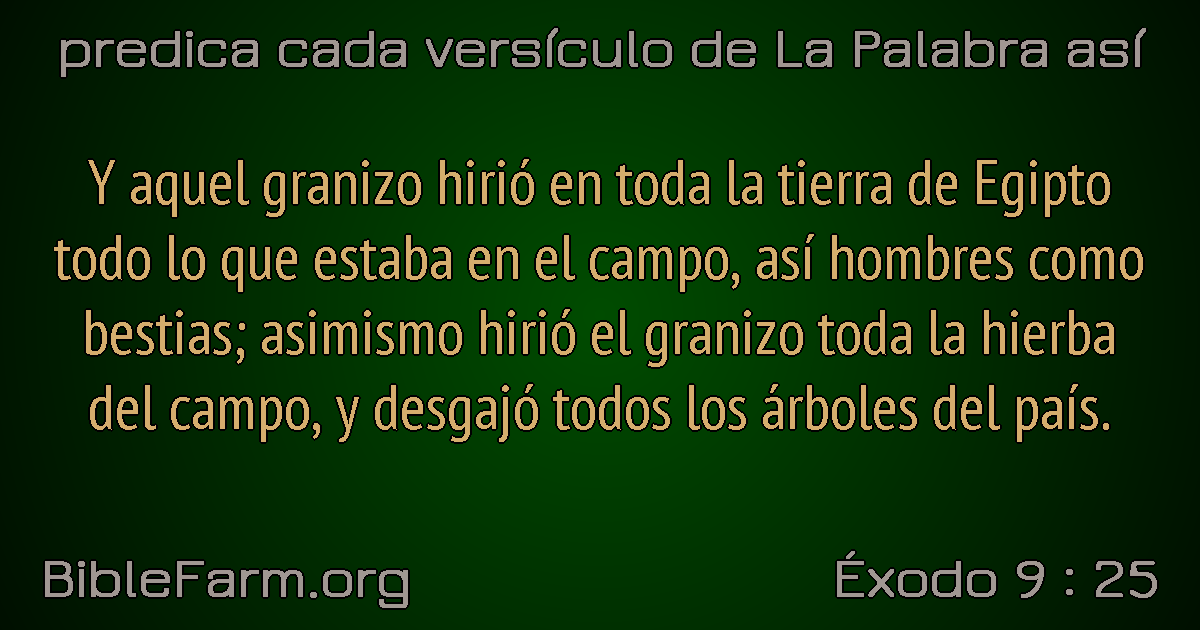 predica cada versículo de La Palabra así
Y aquel granizo hirió en toda la tierra de Egipto
todo lo que estaba en el campo, así hombres como
bestias; asimismo hirió el granizo toda la hierba
del campo, y desgajó todos los árboles del país.
BibleFarm.org
Éxodo 9 : 25